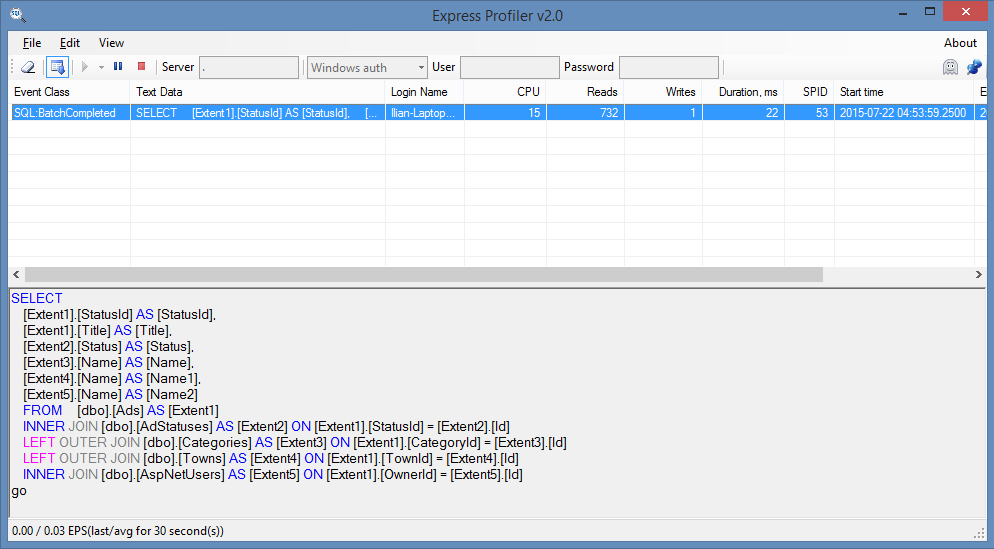 Express Profiler v2.0
File Edit View About
Server . Windows auth User Password
Event Class Text Data Login Name CPU Reads Writes Duration, ms SPID Start time E
SQL:BatchCompleted SELECT [Extent1].[StatusId] AS [StatusId], [... Ilian-Laptop... 15 732 1 22 53 2015-07-22 04:53:59.2500 2
SELECT
[Extent1].[StatusId] AS [StatusId],
[Extent1].[Title] AS [Title],
[Extent2].[Status] AS [Status],
[Extent3].[Name] AS [Name],
[Extent4].[Name] AS [Name1],
[Extent5].[Name] AS [Name2]
FROM [dbo].[Ads] AS [Extent1]
INNER JOIN [dbo].[AdStatuses] AS [Extent2] ON [Extent1].[StatusId] = [Extent2].[Id]
LEFT OUTER JOIN [dbo].[Categories] AS [Extent3] ON [Extent1].[CategoryId] = [Extent3].[Id]
LEFT OUTER JOIN [dbo].[Towns] AS [Extent4] ON [Extent1].[TownId] = [Extent4].[Id]
INNER JOIN [dbo].[AspNetUsers] AS [Extent5] ON [Extent1].[OwnerId] = [Extent5].[Id]
go
0.00 / 0.03 EPS(last/avg for 30 second(s))